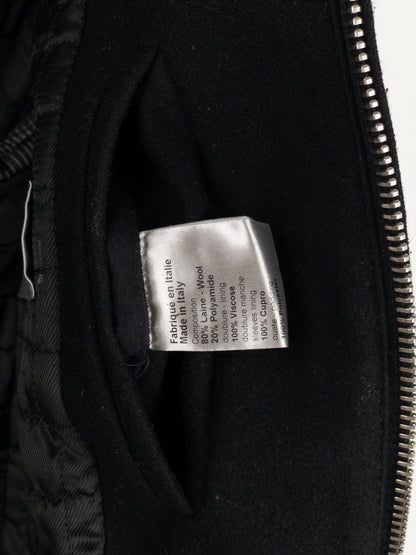 Fabriqué en Italie
Made in Italy
Composition
80% Laine - Wool
20% Polyamide
doublure - lining
100% Viscose
doublure manche
sleeves lining
100% Cupro